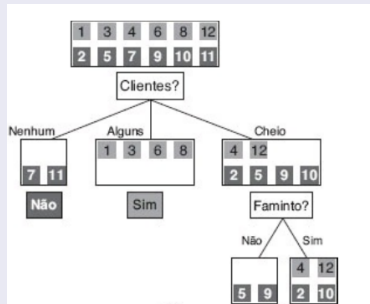 1 3 4 6 8 12
2 5 7 9 10 11
Clientes?
Nenhum Alguns Cheio
1 3 6 8 4 12
7 11 2 5 9 10
Não Sim Faminto?
Não Sim
4 12
5 9 2 10